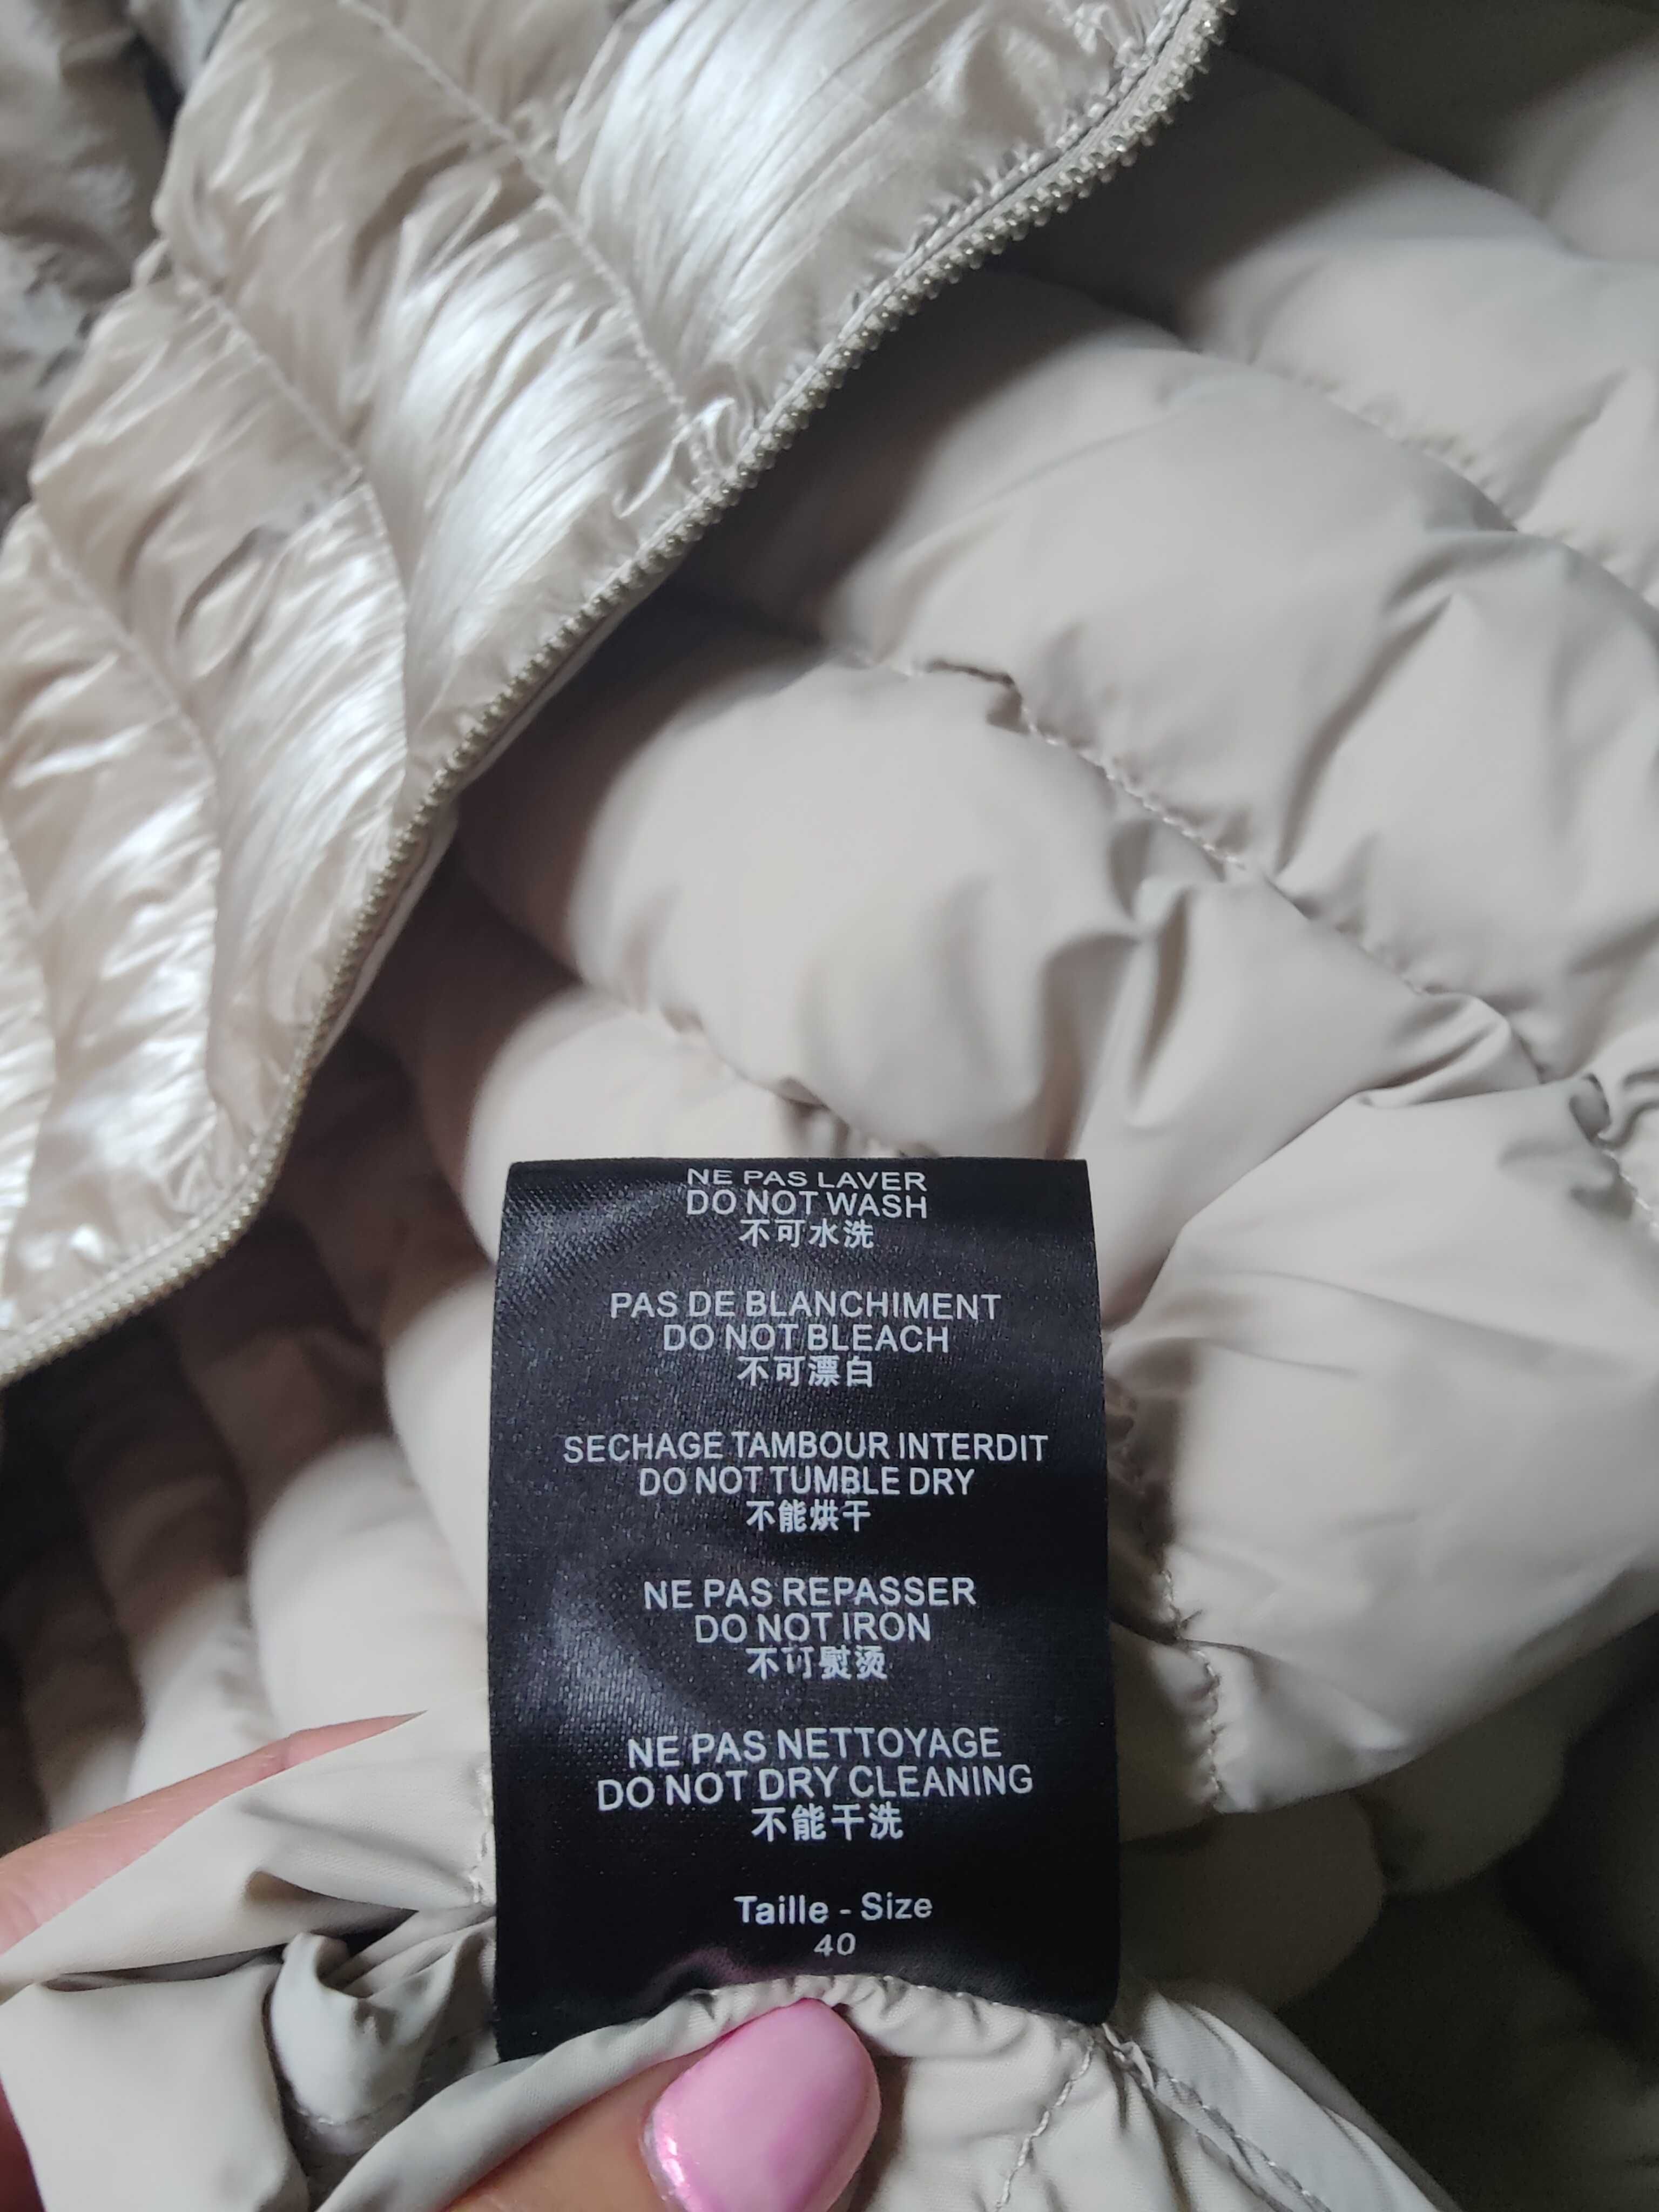 NE PAS LAVER
DO NOT WASH
不可水洗
PAS DE BLANCHIMENT
DO NOT BLEACH
不可漂白
SECHAGE TAMBOUR INTERDIT
DO NOT TUMBLE DRY
不能烘干
NE PAS REPASSER
DO NOT IRON
不可熨烫
NE PAS NETTOYAGE
DO NOT DRY CLEANING
不能干洗
Taille - Size
40